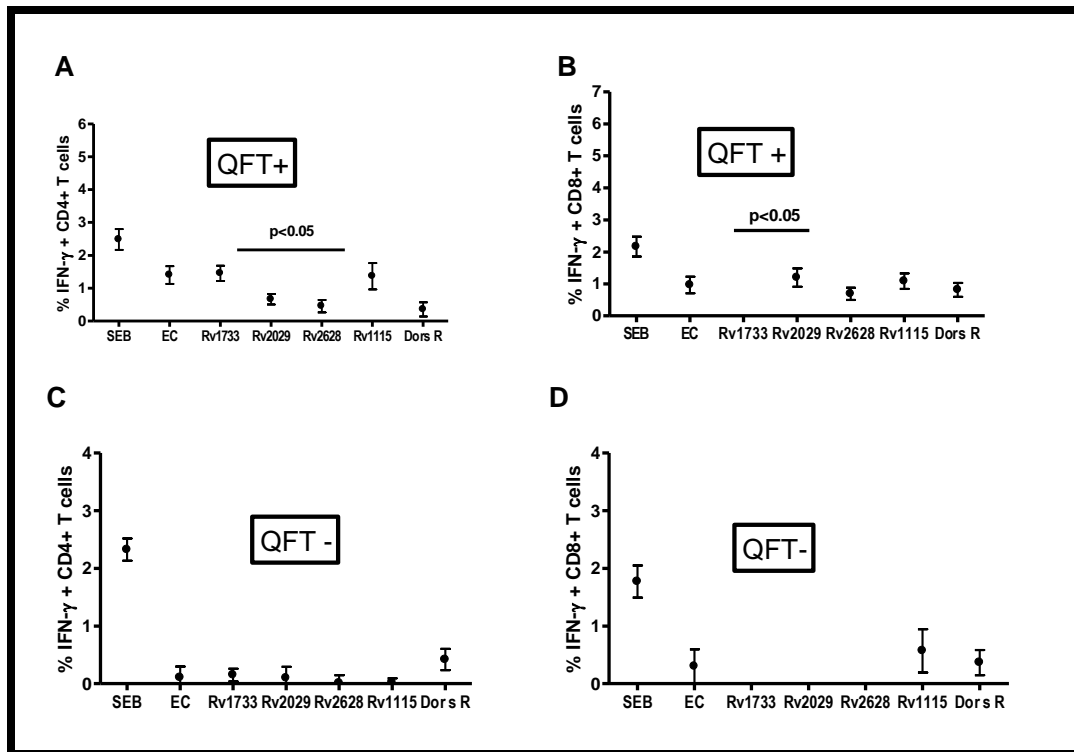 A
% IFN-γ + CD4+ T cells
6
5
4
3
2
1
0
QFT+
p<0.05
SEB EC Rv1733 Rv2029 Rv2628 Rv1115 Dors R
B
% IFN-γ + CD8+ T cells
7
6
5
4
3
2
1
0
QFT +
p<0.05
SEB EC Rv1733 Rv2029 Rv2628 Rv1115 Dors R
C
% IFN-γ + CD4+ T cells
4
3
2
1
0
QFT -
SEB EC Rv1733 Rv2029 Rv2628 Rv1115 Dors R
D
% IFN-γ + CD8+ T cells
4
3
2
1
0
QFT-
SEB EC Rv1733 Rv2029 Rv2628 Rv1115 Dors R